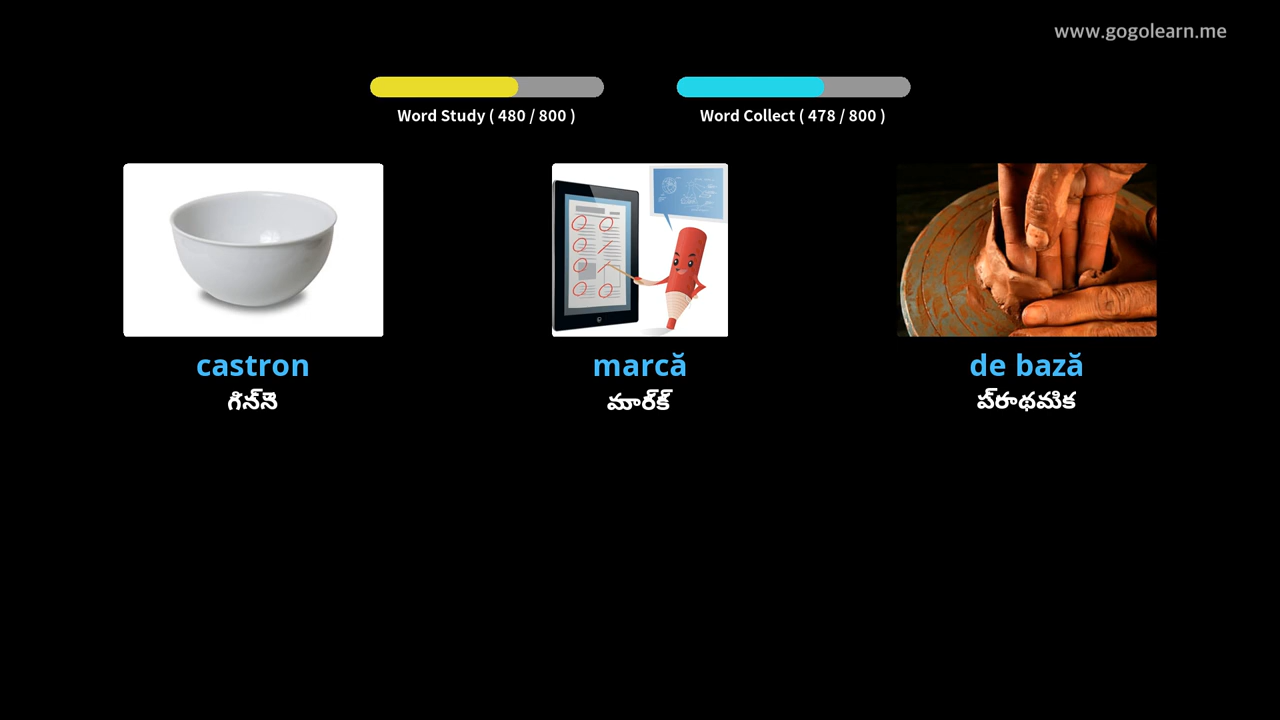 www.gogolearn.me
Word Study ( 480 / 800 )
Word Collect ( 478 / 800 )
castron
marcă
de bază
గిన్‌నె
మార్క్
ప్‌రాథమిక